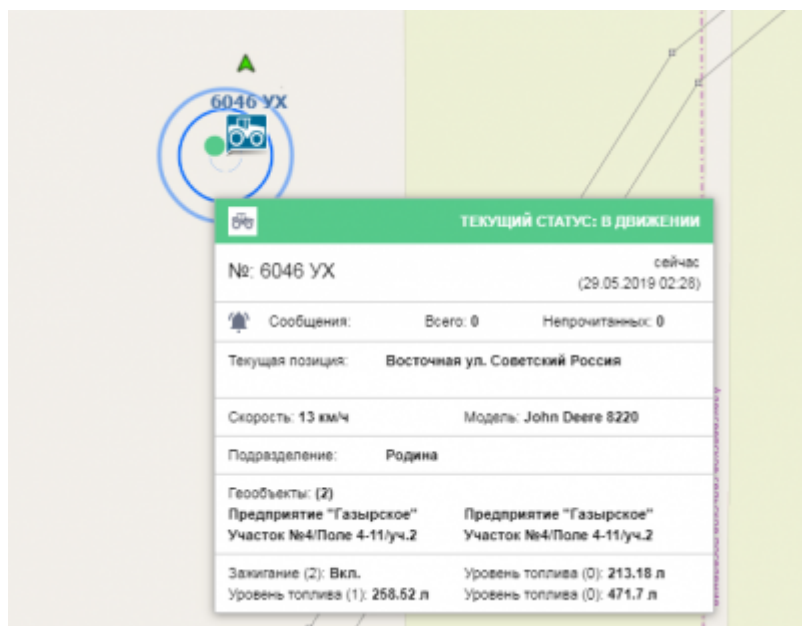 6046 УХ
ТЕКУЩИЙ СТАТУС: В ДВИЖЕНИИ
№: 6046 УХ
сейчас
(29.05.2019 02:28)
Сообщения: Всего: 0 Непрочитанных: 0
Текущая позиция: Восточная ул. Советский Россия
Скорость: 13 км/ч Модель: John Deere 8220
Подразделение: Родина
Геообъекты: (2)
Предприятие "Газырское" Предприятие "Газырское"
Участок №4/Поле 4-11/уч.2 Участок №4/Поле 4-11/уч.2
Зажигание (2): Вкл. Уровень топлива (0): 213.18 л
Уровень топлива (1): 258.52 л Уровень топлива (0): 471.7 л